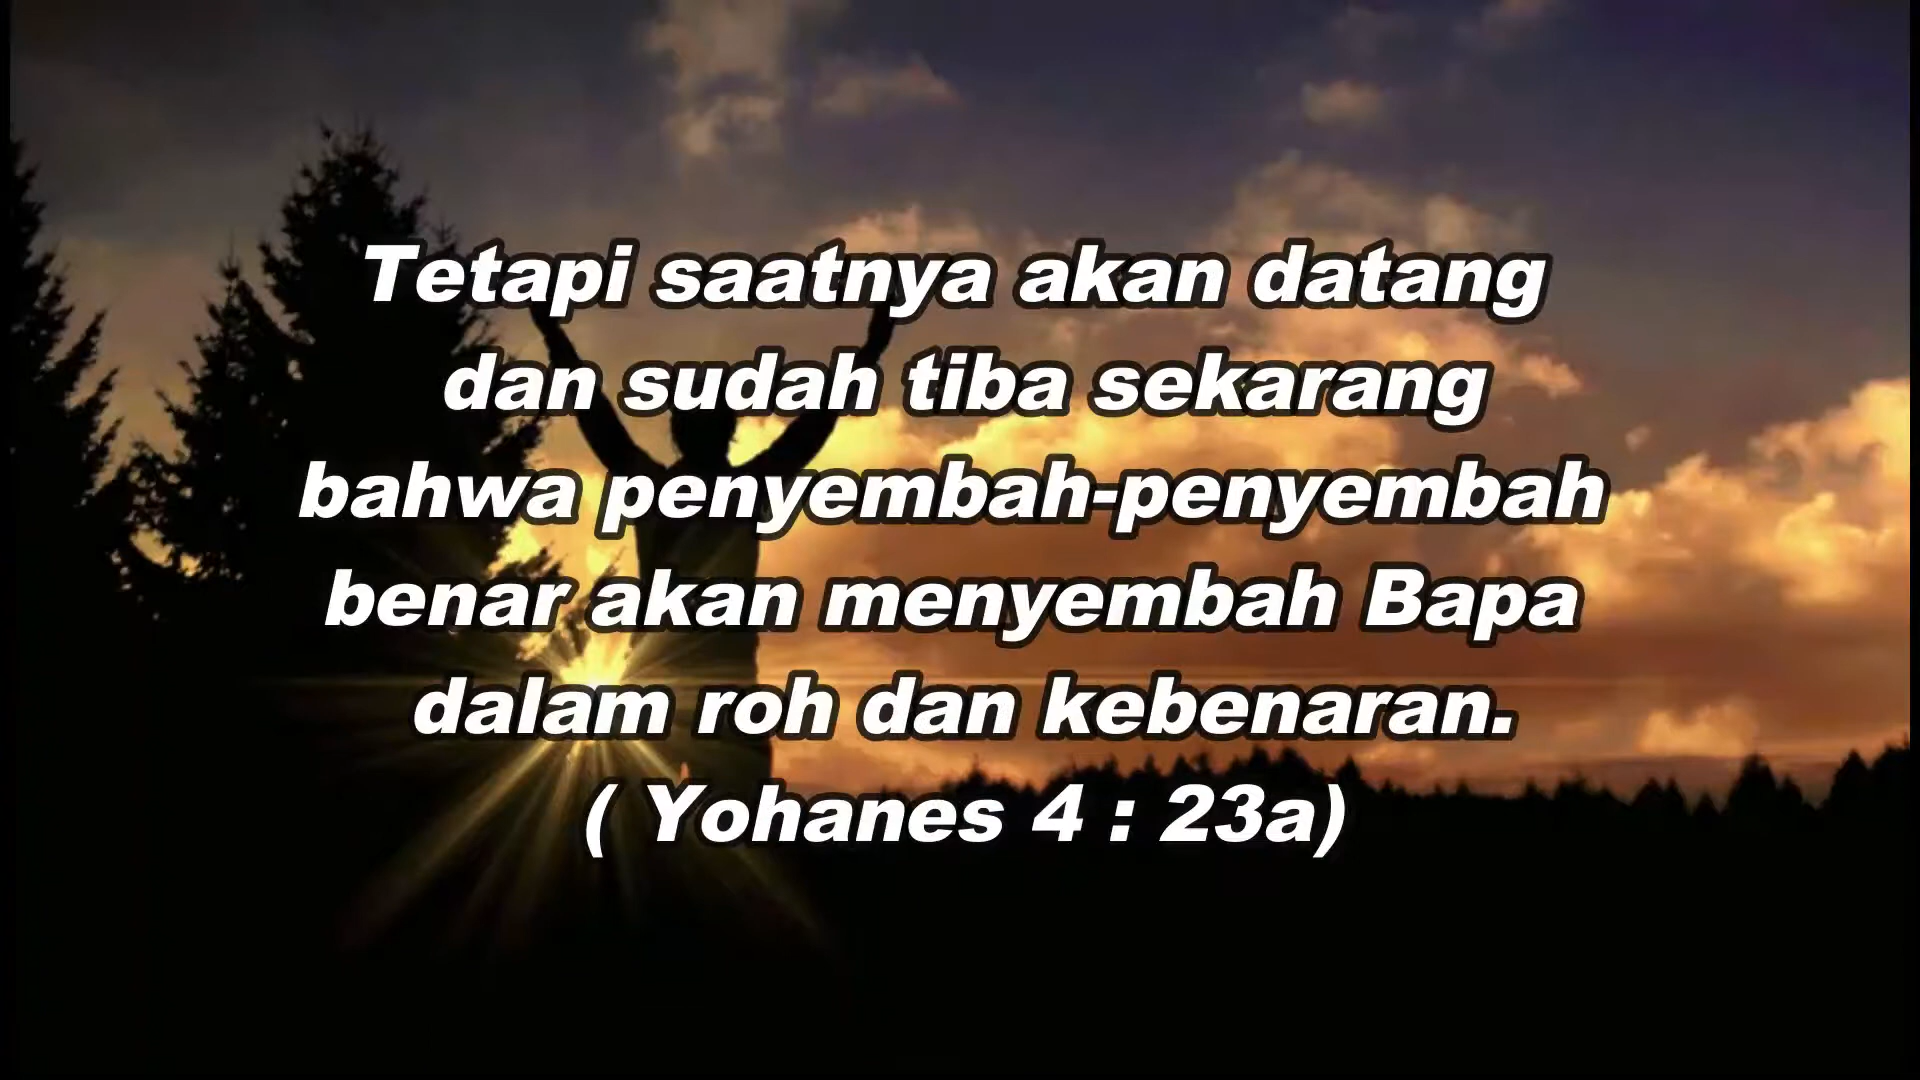 Tetapi saatnya akan datang
dan sudah tiba sekarang
bahwa penyembah-penyembah
benar akan menyembah Bapa
dalam roh dan kebenaran.
( Yohanes 4 : 23a)